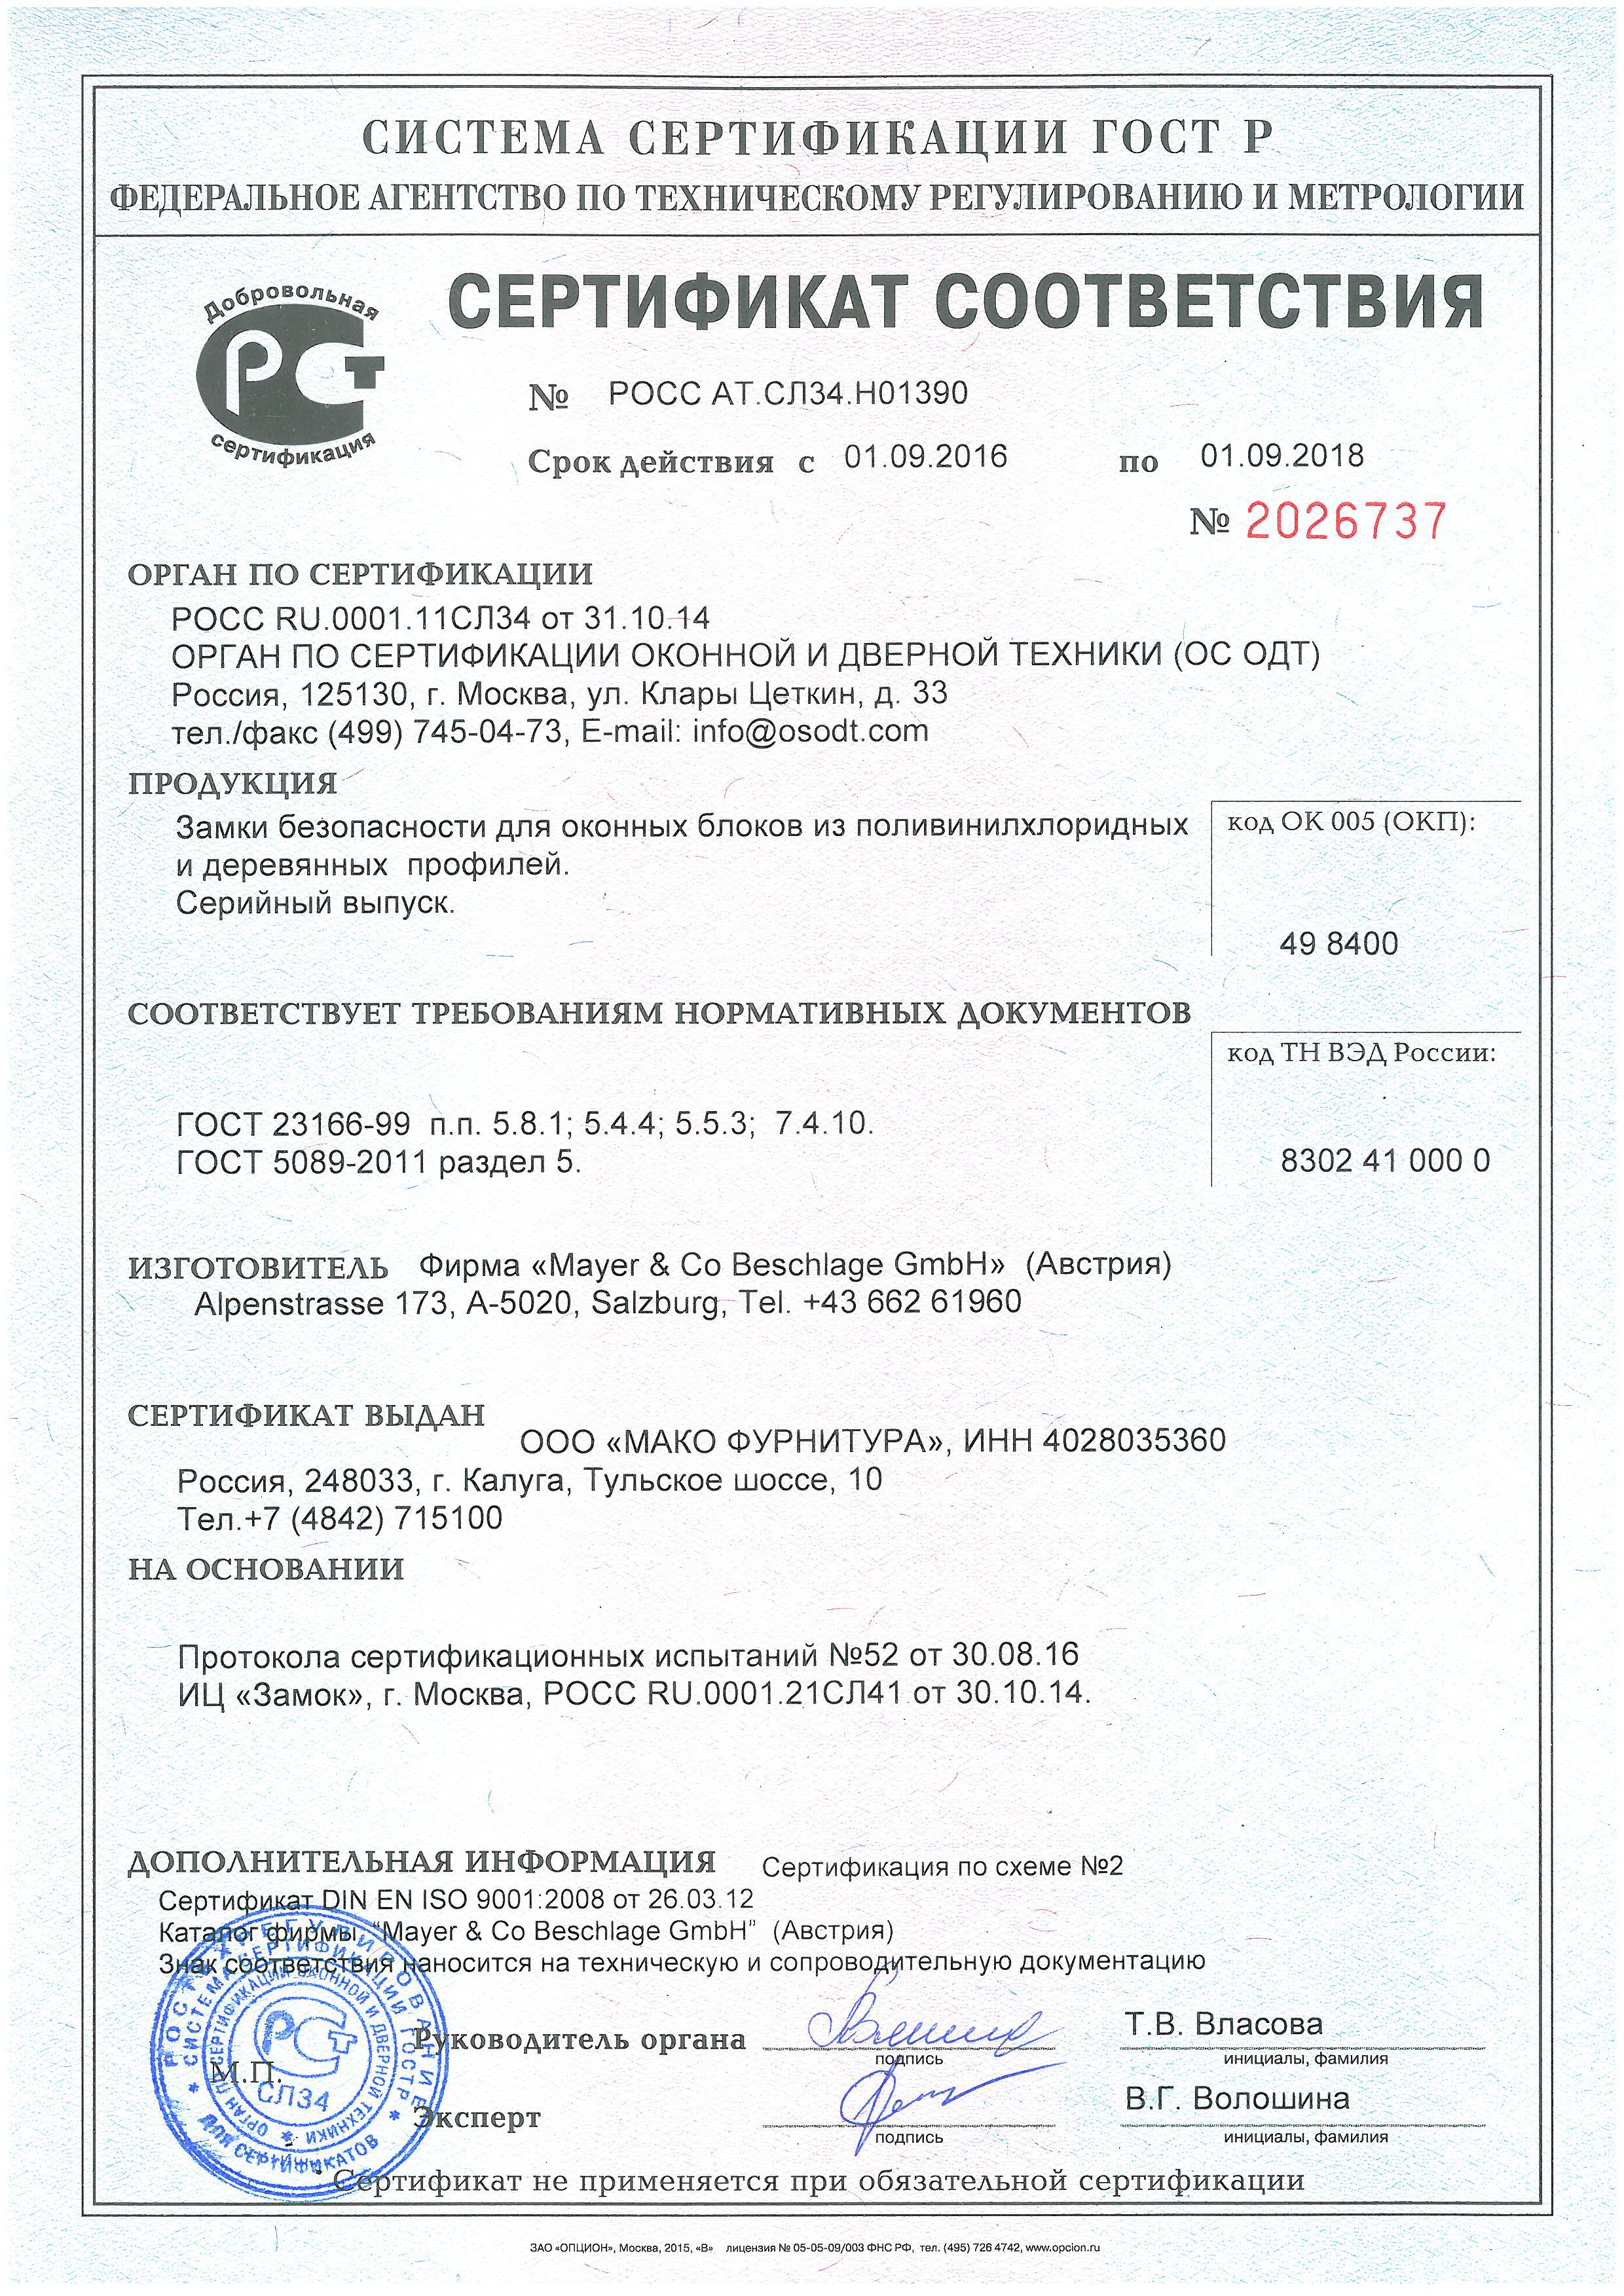 СИСТЕМА СЕРТИФИКАЦИИ ГОСТ Р
ФЕДЕРАЛЬНОЕ АГЕНТСТВО ПО ТЕХНИЧЕСКОМУ РЕГУЛИРОВАНИЮ И МЕТРОЛОГИИ
Добровольная
РСТ
сертификация
СЕРТИФИКАТ СООТВЕТСТВИЯ
№ РОСС АТ.СЛ34.Н01390
Срок действия с 01.09.2016 по 01.09.2018
№ 2026737
ОРГАН ПО СЕРТИФИКАЦИИ
РОСС RU.0001.11СЛ34 от 31.10.14
ОРГАН ПО СЕРТИФИКАЦИИ ОКОННОЙ И ДВЕРНОЙ ТЕХНИКИ (ОС ОДТ)
Россия, 125130, г. Москва, ул. Клары Цеткин, д. 33
тел./факс (499) 745-04-73, E-mail: info@osodt.com
ПРОДУКЦИЯ
Замки безопасности для оконных блоков из поливинилхлоридных
и деревянных профилей.
Серийный выпуск.
код ОК 005 (ОКП):
49 8400
СООТВЕТСТВУЕТ ТРЕБОВАНИЯМ НОРМАТИВНЫХ ДОКУМЕНТОВ
код ТН ВЭД России:
ГОСТ 23166-99 п.п. 5.8.1; 5.4.4; 5.5.3; 7.4.10.
ГОСТ 5089-2011 раздел 5.
8302 41 000 0
ИЗГОТОВИТЕЛЬ Фирма «Mayer & Co Beschlage GmbH» (Австрия)
Alpenstrasse 173, A-5020, Salzburg, Tel. +43 662 61960
СЕРТИФИКАТ ВЫДАН
ООО «МАКО ФУРНИТУРА», ИНН 4028035360
Россия, 248033, г. Калуга, Тульское шоссе, 10
Тел.+7 (4842) 715100
НА ОСНОВАНИИ
Протокола сертификационных испытаний №52 от 30.08.16
ИЦ «Замок», г. Москва, РОСС RU.0001.21СЛ41 от 30.10.14.
ДОПОЛНИТЕЛЬНАЯ ИНФОРМАЦИЯ Сертификация по схеме №2
Сертификат DIN EN ISO 9001:2008 от 26.03.12
Каталог фирмы "Mayer & Co Beschlage GmbH" (Австрия)
Знак соответствия наносится на техническую и сопроводительную документацию
РОСТЕХРЕГУЛИРОВАНИЕ
СИСТЕМА СЕРТИФИКАЦИИ ГОСТ Р
ОРГАН ПО СЕРТИФИКАЦИИ ОКОННОЙ И ДВЕРНОЙ ТЕХНИКИ
РСТ
СЛ34
ДЛЯ СЕРТИФИКАТОВ
М.П.
Руководитель органа
подпись
Т.В. Власова
инициалы, фамилия
Эксперт
подпись
В.Г. Волошина
инициалы, фамилия
Сертификат не применяется при обязательной сертификации
ЗАО «ОПЦИОН», Москва, 2015, «В» лицензия № 05-05-09/003 ФНС РФ, тел. (495) 726 4742, www.opcion.ru